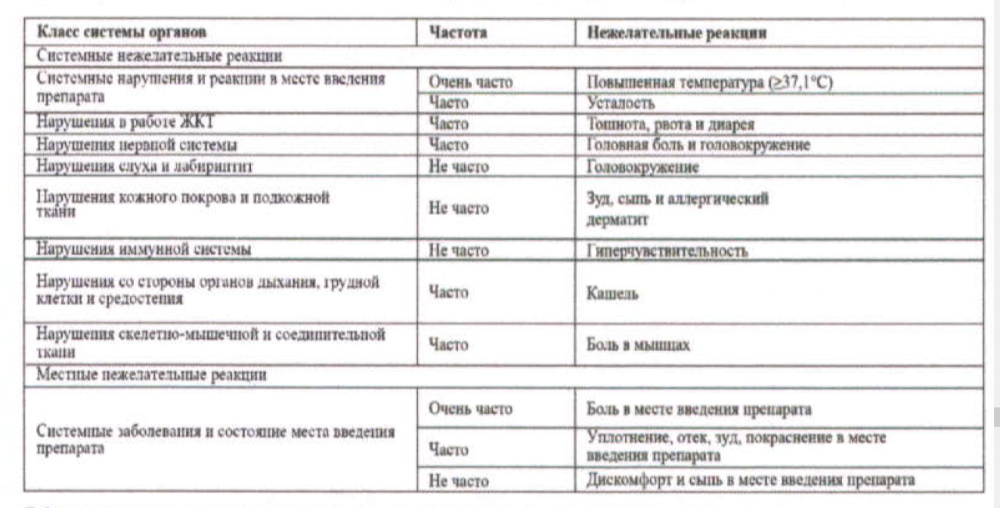 Класс системы органов Частота Нежелательные реакции
Системные нежелательные реакции
Системные нарушения и реакции в месте введения Очень часто Повышенная температура (≥37,1°C)
препарата Часто Усталость
Нарушения в работе ЖКТ Часто Тошнота, рвота и диарея
Нарушения нервной системы Часто Головная боль и головокружение
Нарушения слуха и лабиринтит Не часто Головокружение
Нарушения кожного покрова и подкожной Зуд, сыпь и аллергический
ткани Не часто дерматит
Нарушения иммунной системы Не часто Гиперчувствительность
Нарушения со стороны органов дыхания, грудной
клетки и средостения Часто Кашель
Нарушения скелетно-мышечной и соединительной
ткани Часто Боль в мышцах
Местные нежелательные реакции
Очень часто Боль в месте введения препарата
Системные заболевания и состояние места введения
препарата Часто Уплотнение, отек, зуд, покраснение в месте
введения препарата
Не часто Дискомфорт и сыпь в месте введения препарата